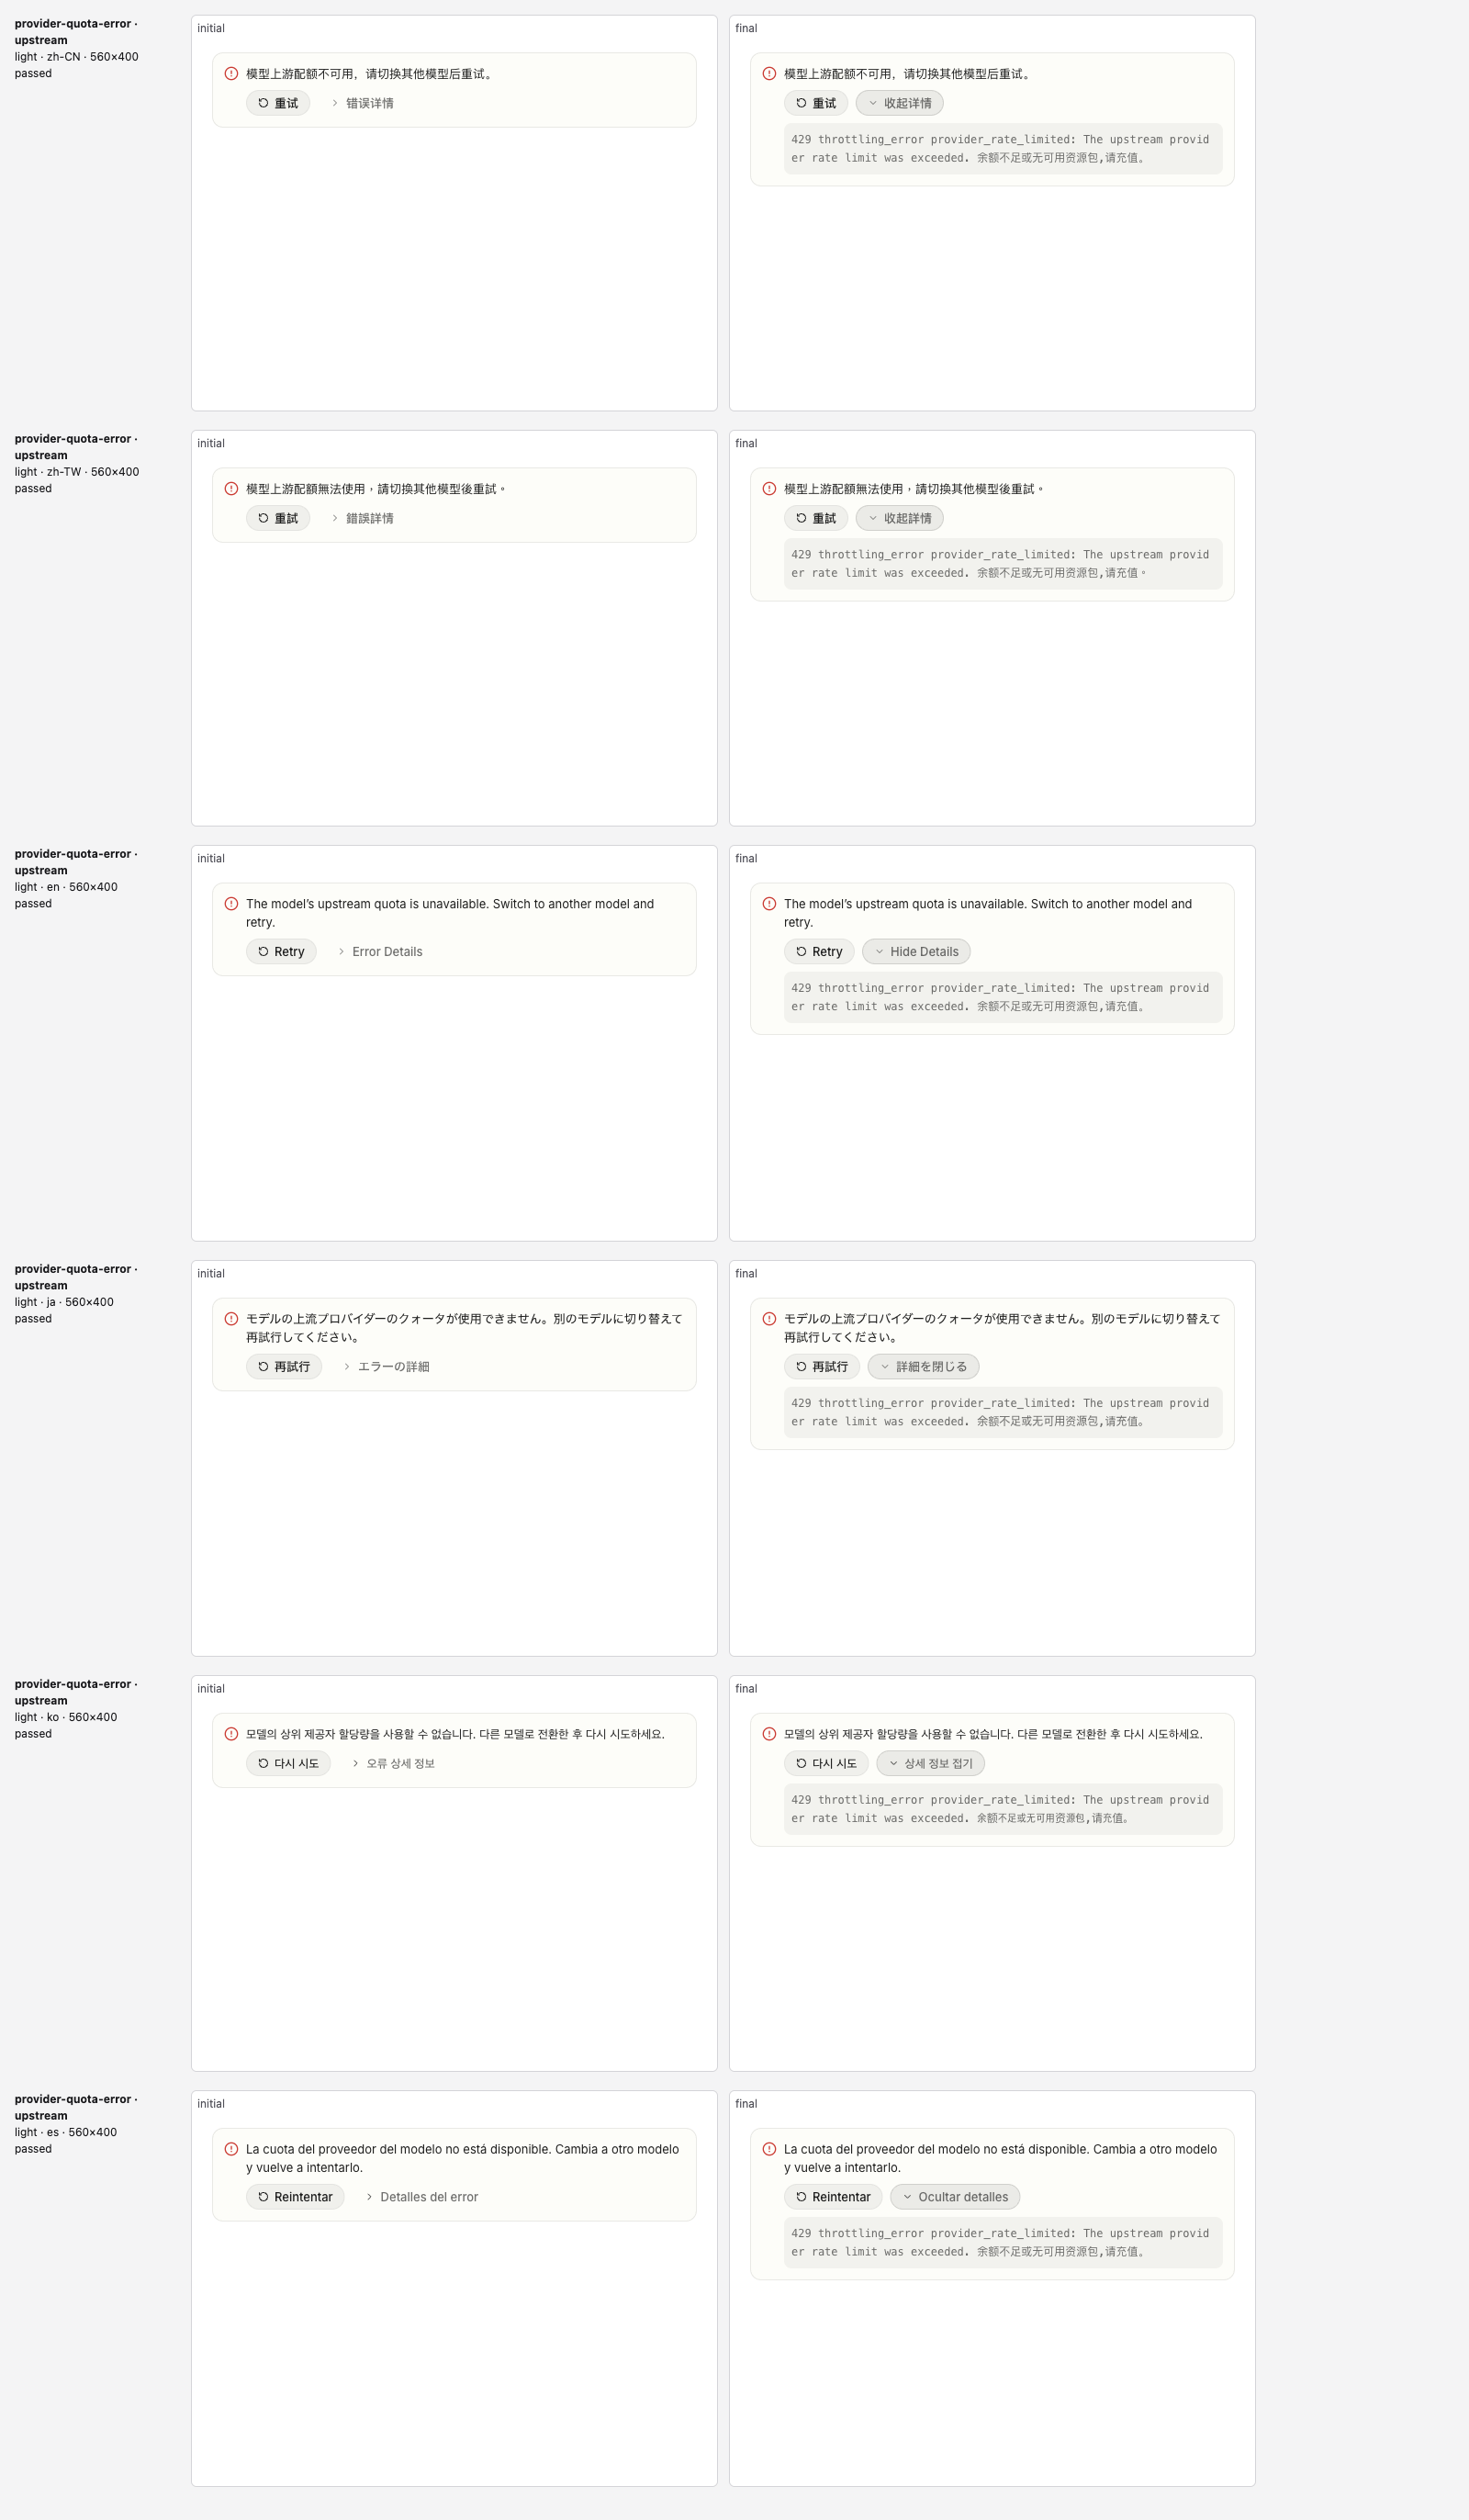 provider-quota-error ·
upstream
light · zh-CN · 560×400
passed
initial
模型上游配额不可用，请切换其他模型后重试。
重试
错误详情
final
模型上游配额不可用，请切换其他模型后重试。
重试
收起详情
429 throttling_error provider_rate_limited: The upstream provid
er rate limit was exceeded. 余额不足或无可用资源包,请充值。
provider-quota-error ·
upstream
light · zh-TW · 560×400
passed
initial
模型上游配額無法使用，請切換其他模型後重試。
重試
錯誤詳情
final
模型上游配額無法使用，請切換其他模型後重試。
重試
收起詳情
429 throttling_error provider_rate_limited: The upstream provid
er rate limit was exceeded. 余额不足或无可用资源包,请充值。
provider-quota-error ·
upstream
light · en · 560×400
passed
initial
The model’s upstream quota is unavailable. Switch to another model and
retry.
Retry
Error Details
final
The model’s upstream quota is unavailable. Switch to another model and
retry.
Retry
Hide Details
429 throttling_error provider_rate_limited: The upstream provid
er rate limit was exceeded. 余额不足或无可用资源包,请充值。
provider-quota-error ·
upstream
light · ja · 560×400
passed
initial
モデルの上流プロバイダーのクォータが使用できません。別のモデルに切り替えて
再試行してください。
再試行
エラーの詳細
final
モデルの上流プロバイダーのクォータが使用できません。別のモデルに切り替えて
再試行してください。
再試行
詳細を閉じる
429 throttling_error provider_rate_limited: The upstream provid
er rate limit was exceeded. 余额不足或无可用资源包,请充值。
provider-quota-error ·
upstream
light · ko · 560×400
passed
initial
모델의 상위 제공자 할당량을 사용할 수 없습니다. 다른 모델로 전환한 후 다시 시도하세요.
다시 시도
오류 상세 정보
final
모델의 상위 제공자 할당량을 사용할 수 없습니다. 다른 모델로 전환한 후 다시 시도하세요.
다시 시도
상세 정보 접기
429 throttling_error provider_rate_limited: The upstream provid
er rate limit was exceeded. 余额不足或无可用资源包,请充值。
provider-quota-error ·
upstream
light · es · 560×400
passed
initial
La cuota del proveedor del modelo no está disponible. Cambia a otro modelo
y vuelve a intentarlo.
Reintentar
Detalles del error
final
La cuota del proveedor del modelo no está disponible. Cambia a otro modelo
y vuelve a intentarlo.
Reintentar
Ocultar detalles
429 throttling_error provider_rate_limited: The upstream provid
er rate limit was exceeded. 余额不足或无可用资源包,请充值。